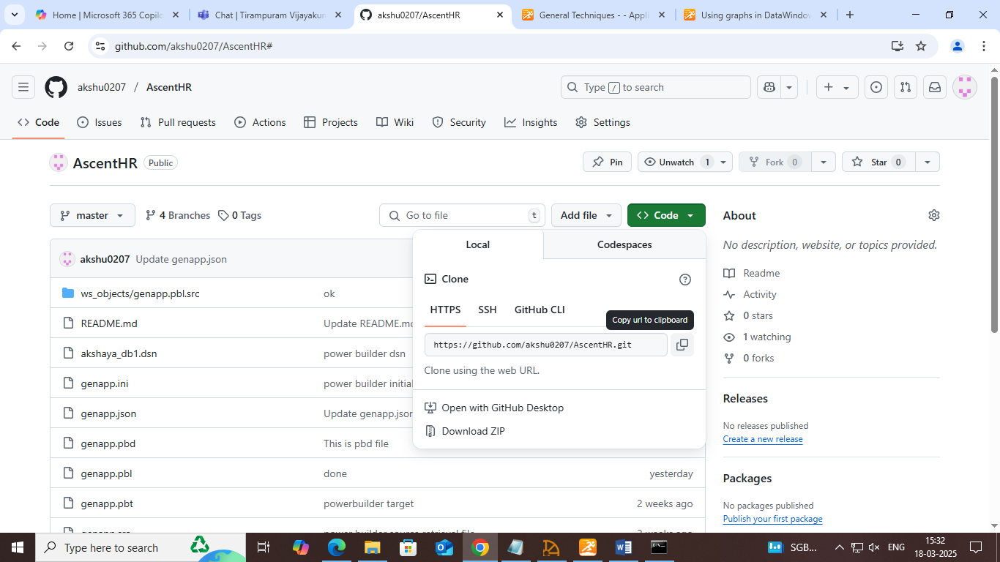 Home | Microsoft 365 Copilo
Chat | Tirampuram Vijayakun
akshu0207/AscentHR
General Techniques - - Appli
Using graphs in DataWindow
github.com/akshu0207/AscentHR#
akshu0207 / AscentHR
Type / to search
Code
Issues
Pull requests
Actions
Projects
Wiki
Security
Insights
Settings
AscentHR Public
Pin
Unwatch 1
Fork 0
Star 0
master
4 Branches
0 Tags
Go to file t
Add file
Code
Local
Codespaces
Clone
HTTPS
SSH
GitHub CLI
Copy url to clipboard
https://github.com/akshu0207/AscentHR.git
Clone using the web URL.
Open with GitHub Desktop
Download ZIP
akshu0207 Update genapp.json
ws_objects/genapp.pbl.src ok
README.md Update README.md
akshaya_db1.dsn power builder dsn
genapp.ini power builder initial
genapp.json Update genapp.json
genapp.pbd This is pbd file
genapp.pbl done yesterday
genapp.pbt powerbuilder target 2 weeks ago
power builder source retrieval file 2 weeks ago
About
No description, website, or topics provided.
Readme
Activity
0 stars
1 watching
0 forks
Releases
No releases published
Create a new release
Packages
No packages published
Publish your first package
Type here to search
SGB...
ENG
15:32
18-03-2025